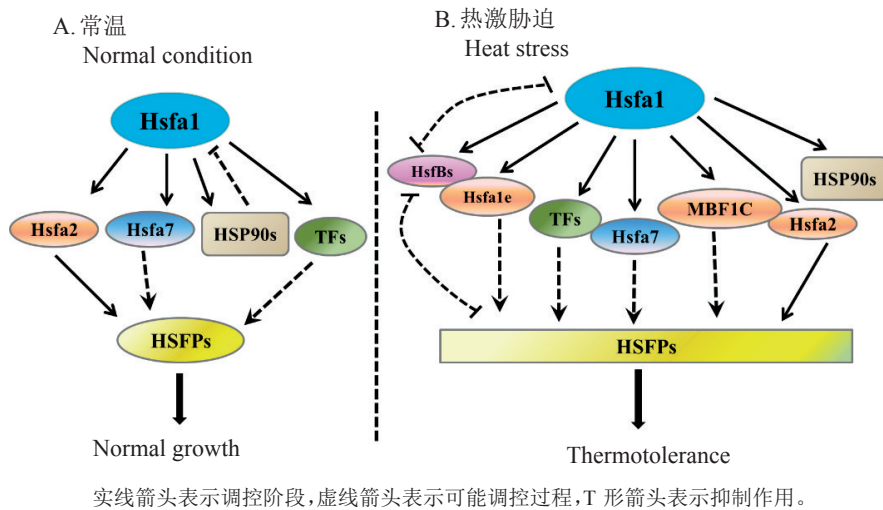 A. 常温
Normal condition
Hsfa1
Hsfa2
Hsfa7
HSP90s
TFs
HSFPs
Normal growth
B. 热激胁迫
Heat stress
Hsfa1
HsfBs
Hsfa1e
TFs
Hsfa7
MBF1C
Hsfa2
HSP90s
HSFPs
Thermotolerance
实线箭头表示调控阶段,虚线箭头表示可能调控过程,T 形箭头表示抑制作用。